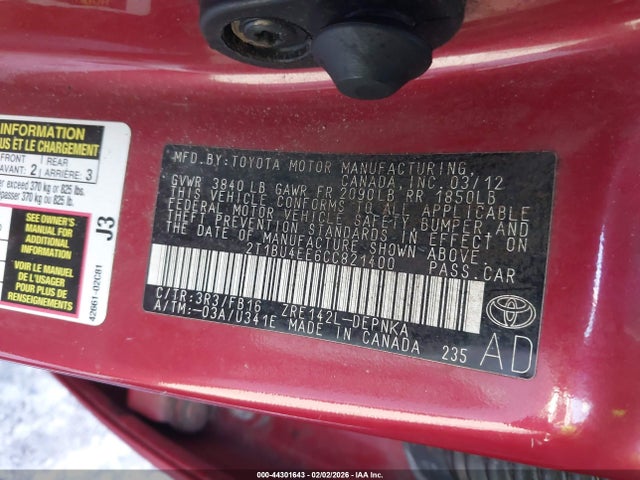 INFORMATION
US ET LE CHARGEMENT
FRONT
AVANT: 2
REAR
ARRIÈRE: 3
er exceed 370 kg or 825 lbs.
épasser 370 kg ou 825 lb.
SEE OWNER'S
MANUAL FOR
ADDITIONAL
INFORMATION
VOIR LE MANUEL
DE L'USAGER
POUR PLUS DE
RENSEIGNEMENTS
J3
42661-02C81
MFD. BY: TOYOTA MOTOR MANUFACTURING,
CANADA, INC. 03/12
GVWR 3840 LB GAWR FR 2090LB RR 1850LB
THIS VEHICLE CONFORMS TO ALL APPLICABLE
FEDERAL MOTOR VEHICLE SAFETY, BUMPER, AND
THEFT PREVENTION STANDARDS IN EFFECT ON
THE DATE OF MANUFACTURE SHOWN ABOVE.
2T1BU4EE6CC821400 PASS.CAR
C/TR:3R3/FB16 ZRE142L-DEPNKA
A/TM:-03A/U341E MADE IN CANADA 235
AD
000-44301643 - 02/02/2026 - IAA, Inc.